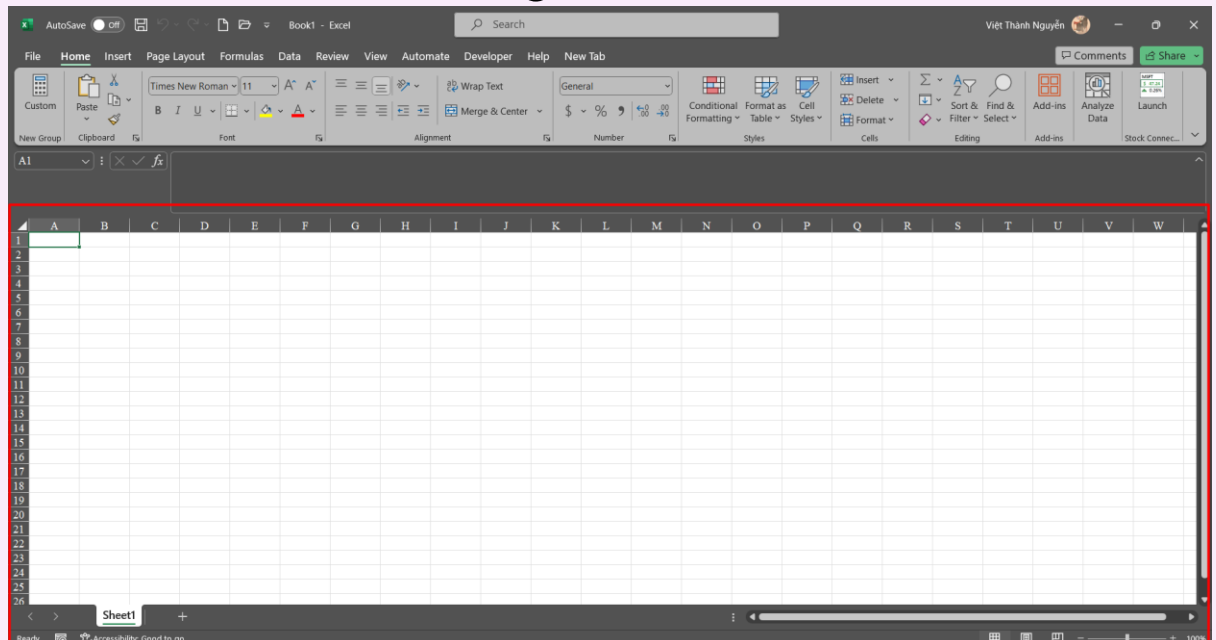 AutoSave Off Book1 - Excel Search Việt Thành Nguyễn
File Home Insert Page Layout Formulas Data Review View Automate Developer Help New Tab Comments Share
Custom Paste Times New Roman 11 A^ A˅ Wrap Text General Conditional Format as Cell Insert Sort & Find & Add-ins Analyze Launch
B I U A Merge & Center $ % 9 Formatting Table Styles Delete Filter Select Data
Format
New Group Clipboard Font Alignment Number Styles Cells Editing Add-ins Stock Connec...
A1 fx
A B C D E F G H I J K L M N O P Q R S T U V W
1
2
3
4
5
6
7
8
9
10
11
12
13
14
15
16
17
18
19
20
21
22
23
24
25
26
Sheet1 +
Ready Accessibility: Good to go 100%